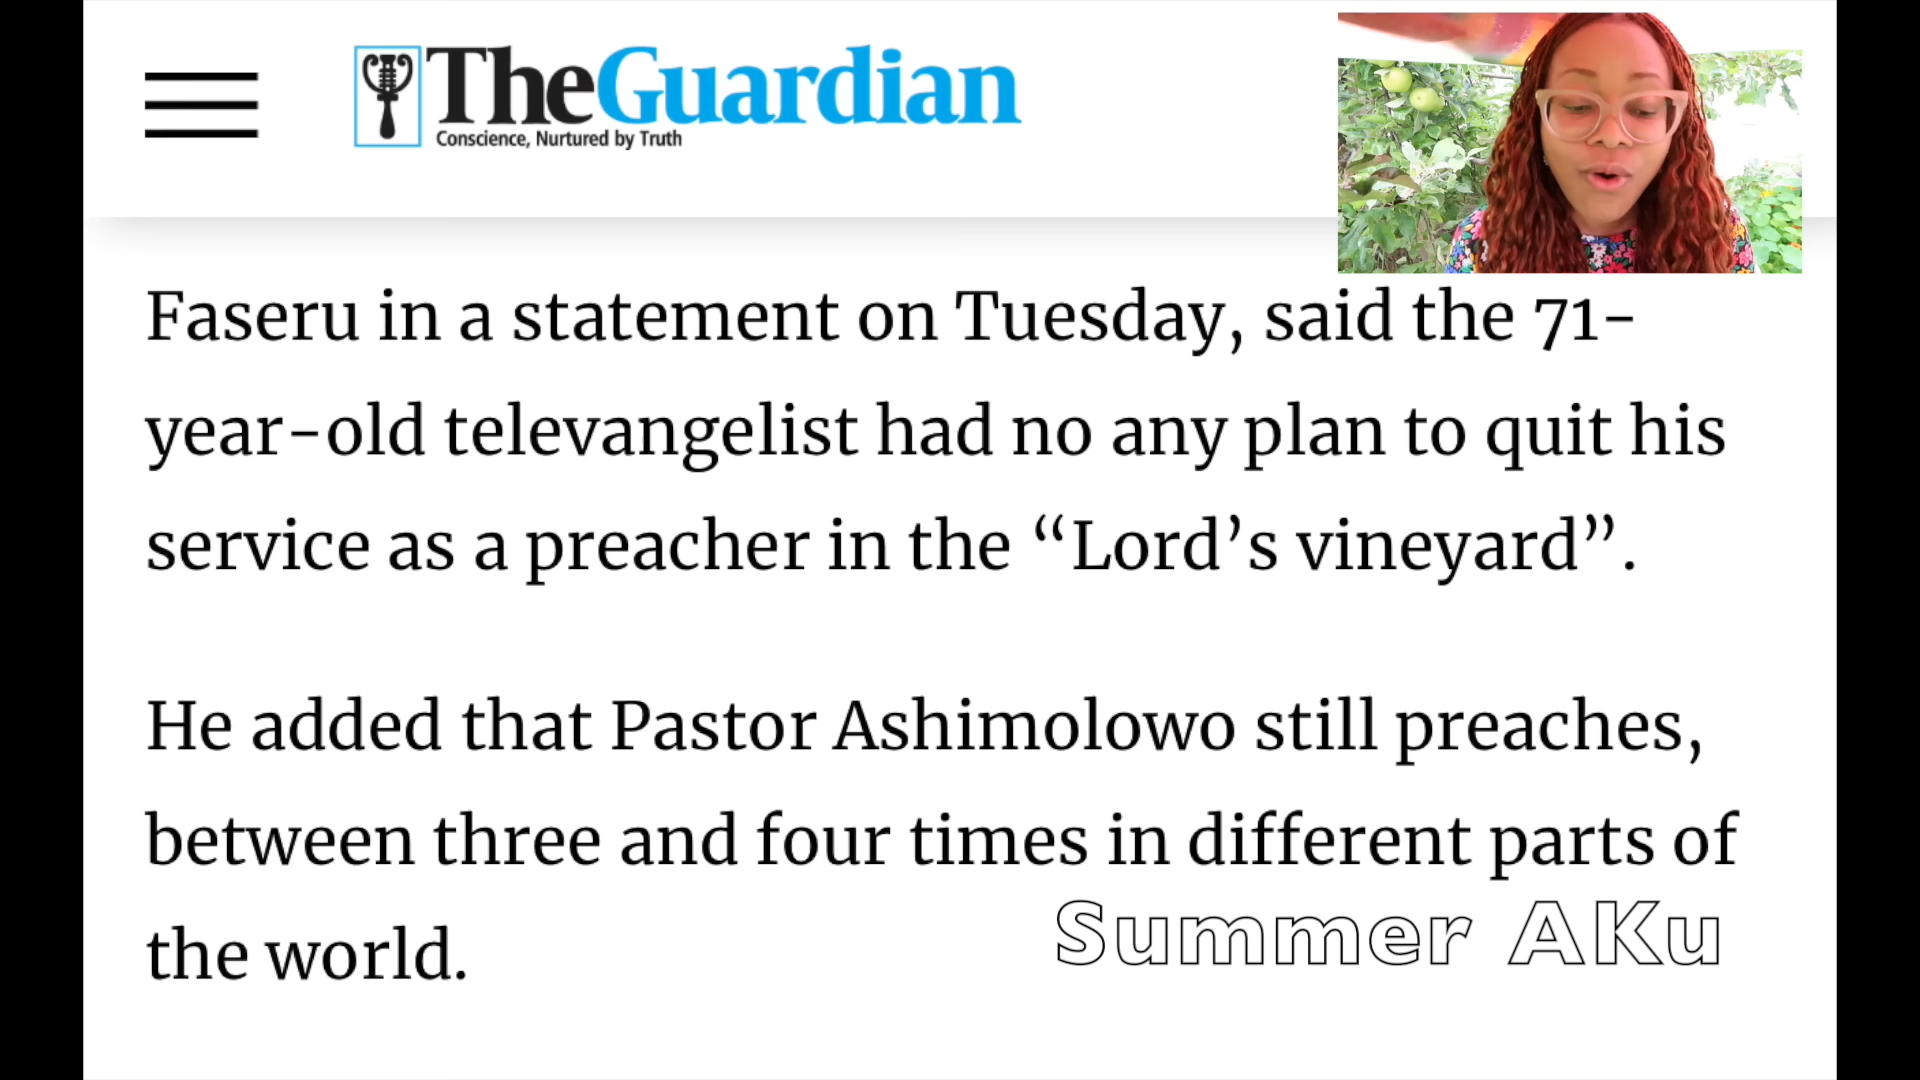 TheGuardian
Conscience, Nurtured by Truth
Faseru in a statement on Tuesday, said the 71-
year-old televangelist had no any plan to quit his
service as a preacher in the “Lord’s vineyard”.
He added that Pastor Ashimolowo still preaches,
between three and four times in different parts of
the world.
Summer AKu